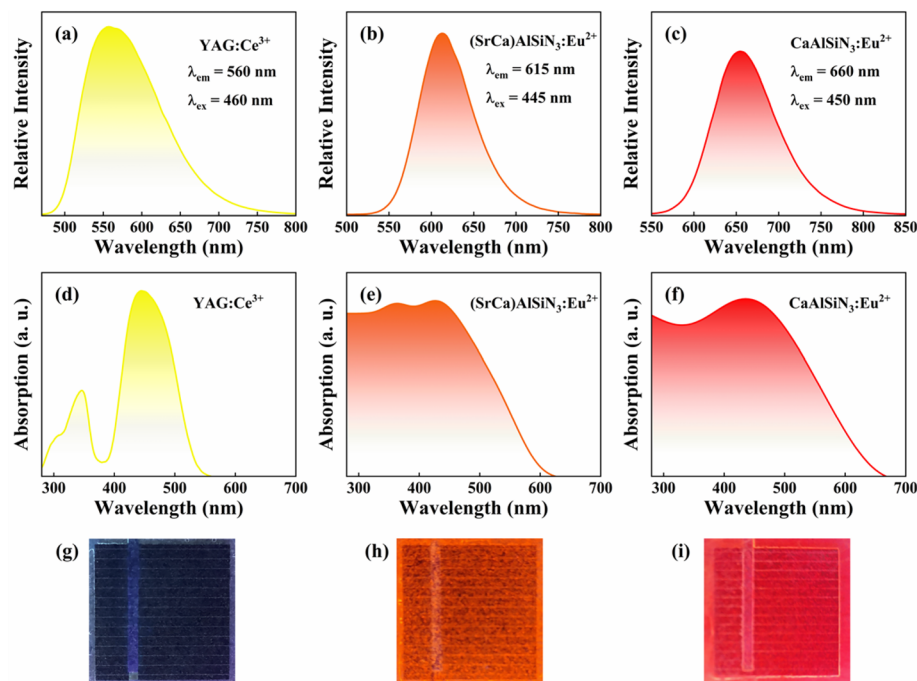 (a) YAG:Ce³⁺
λem = 560 nm
λex = 460 nm
Relative Intensity
500 550 600 650 700 750 800
Wavelength (nm)
(b) (SrCa)AlSiN₃:Eu²⁺
λem = 615 nm
λex = 445 nm
Relative Intensity
500 550 600 650 700 750 800
Wavelength (nm)
(c) CaAlSiN₃:Eu²⁺
λem = 660 nm
λex = 450 nm
Relative Intensity
550 600 650 700 750 800 850
Wavelength (nm)
(d) YAG:Ce³⁺
Absorption (a. u.)
300 400 500 600 700
Wavelength (nm)
(e) (SrCa)AlSiN₃:Eu²⁺
Absorption (a. u.)
300 400 500 600 700
Wavelength (nm)
(f) CaAlSiN₃:Eu²⁺
Absorption (a. u.)
300 400 500 600 700
Wavelength (nm)
(g)
(h)
(i)